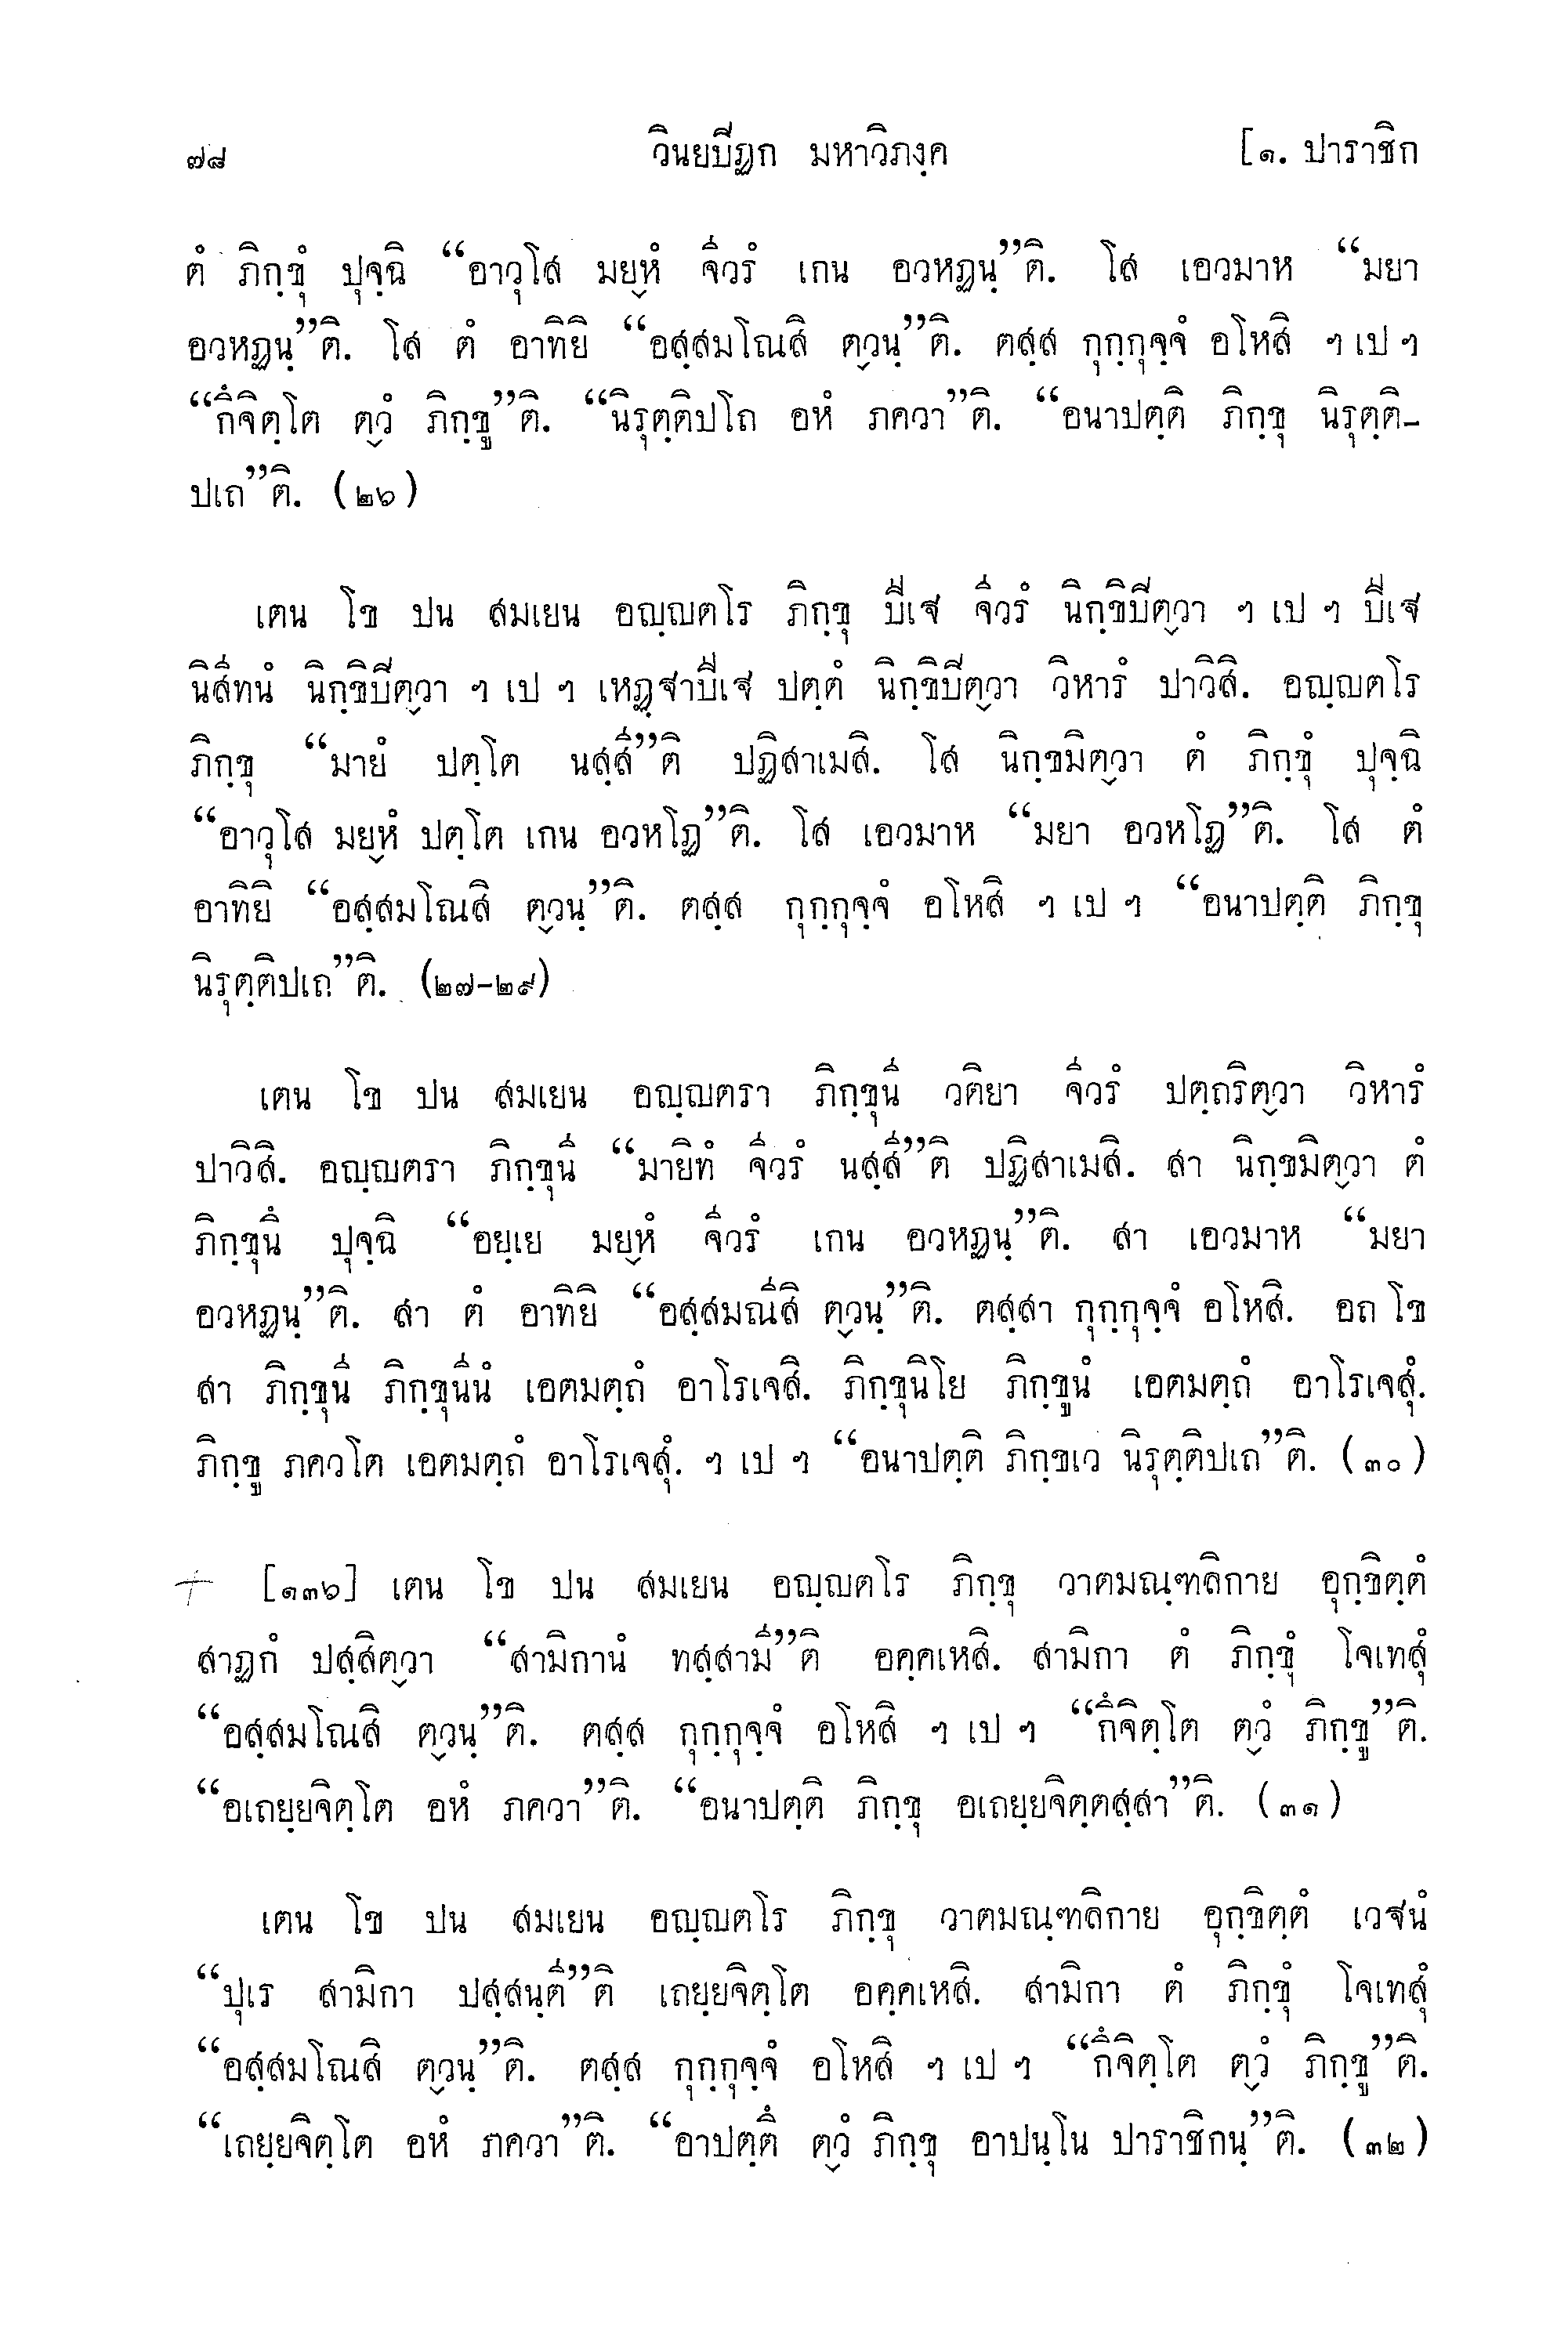 ๗๘ วินยปิฏก มหาวิภงฺค [๑. ปาราชิก
ตํ ภิกฺขุํ ปุจฺฉิ “อาวุโส มยฺหํ จีวรํ เกน อวหฏนฺ”ติ. โส เอวมาห “มยา
อวหฏนฺ”ติ. โส ตํ อาทิยิ “อสฺสมโณสิ ตฺวนฺ”ติ. ตสฺส กุกฺกุจฺจํ อโหสิ ฯ เป ฯ
“กึจิตฺโต ตฺวํ ภิกฺขู”ติ. “นิรุตฺติปโถ อหํ ภควา”ติ. “อนาปตฺติ ภิกฺขุ นิรุตฺติ-
ปเถ”ติ. (๒๖)
เตน โข ปน สมเยน อญฺญตโร ภิกฺขุ ปีเฐ จีวรํ นิกฺขิปิตฺวา ฯ เป ฯ ปีเฐ
นิสีทนํ นิกฺขิปิตฺวา ฯ เป ฯ เหฏฺฐาปีเฐ ปตฺตํ นิกฺขิปิตฺวา วิหารํ ปาวิสิ. อญฺญตโร
ภิกฺขุ “มายํ ปตฺโต นสฺสี”ติ ปฏิสาเมสิ. โส นิกฺขมิตฺวา ตํ ภิกฺขุํ ปุจฺฉิ
“อาวุโส มยฺหํ ปตฺโต เกน อวหโฏ”ติ. โส เอวมาห “มยา อวหโฏ”ติ. โส ตํ
อาทิยิ “อสฺสมโณสิ ตฺวนฺ”ติ. ตสฺส กุกฺกุจฺจํ อโหสิ ฯ เป ฯ “อนาปตฺติ ภิกฺขุ
นิรุตฺติปเถ”ติ. (๒๗-๒๙)
เตน โข ปน สมเยน อญฺญตรา ภิกฺขุนี วติยา จีวรํ ปตฺถริตฺวา วิหารํ
ปาวิสิ. อญฺญตรา ภิกฺขุนี “มายิทํ จีวรํ นสฺสี”ติ ปฏิสาเมสิ. สา นิกฺขมิตฺวา ตํ
ภิกฺขุนึ ปุจฺฉิ “อยฺเย มยฺหํ จีวรํ เกน อวหฏนฺ”ติ. สา เอวมาห “มยา
อวหฏนฺ”ติ. สา ตํ อาทิยิ “อสฺสมณีสิ ตฺวนฺ”ติ. ตสฺสา กุกฺกุจฺจํ อโหสิ. อถ โข
สา ภิกฺขุนี ภิกฺขุนีนํ เอตมตฺถํ อาโรเจสิ. ภิกฺขุนิโย ภิกฺขูนํ เอตมตฺถํ อาโรเจสุํ.
ภิกฺขู ภควโต เอตมตฺถํ อาโรเจสุํ. ฯ เป ฯ “อนาปตฺติ ภิกฺขเว นิรุตฺติปเถ”ติ. (๓๐)
[๑๓๖] เตน โข ปน สมเยน อญฺญตโร ภิกฺขุ วาตมณฺฑลิกาย อุกฺขิตฺตํ
สาฏกํ ปสฺสิตฺวา “สามิกานํ ทสฺสามี”ติ อคฺคเหสิ. สามิกา ตํ ภิกฺขุํ โจเทสุํ
“อสฺสมโณสิ ตฺวนฺ”ติ. ตสฺส กุกฺกุจฺจํ อโหสิ ฯ เป ฯ “กึจิตฺโต ตฺวํ ภิกฺขู”ติ.
“อเถยฺยจิตฺโต อหํ ภควา”ติ. “อนาปตฺติ ภิกฺขุ อเถยฺยจิตฺตสฺสา”ติ. (๓๑)
เตน โข ปน สมเยน อญฺญตโร ภิกฺขุ วาตมณฺฑลิกาย อุกฺขิตฺตํ เวฐนํ
“ปุเร สามิกา ปสฺสนฺตี”ติ เถยฺยจิตฺโต อคฺคเหสิ. สามิกา ตํ ภิกฺขุํ โจเทสุํ
“อสฺสมโณสิ ตฺวนฺ”ติ. ตสฺส กุกฺกุจฺจํ อโหสิ ฯ เป ฯ “กึจิตฺโต ตฺวํ ภิกฺขู”ติ.
“เถยฺยจิตฺโต อหํ ภควา”ติ. “อาปตฺตึ ตฺวํ ภิกฺขุ อาปนฺโน ปาราชิกนฺ”ติ. (๓๒)